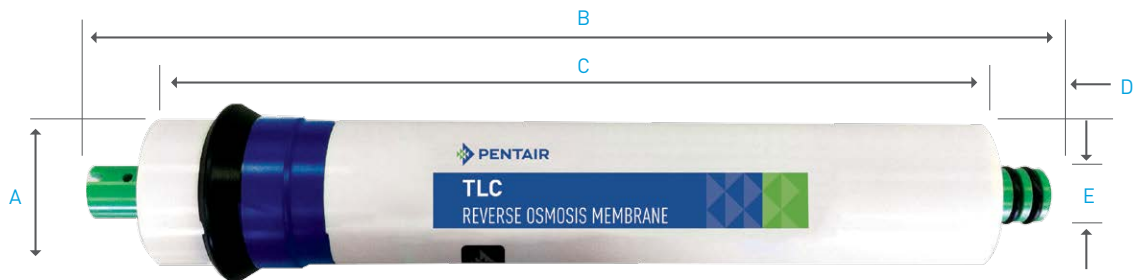 B
C
D
A
PENTAIR
TLC
REVERSE OSMOSIS MEMBRANE
E